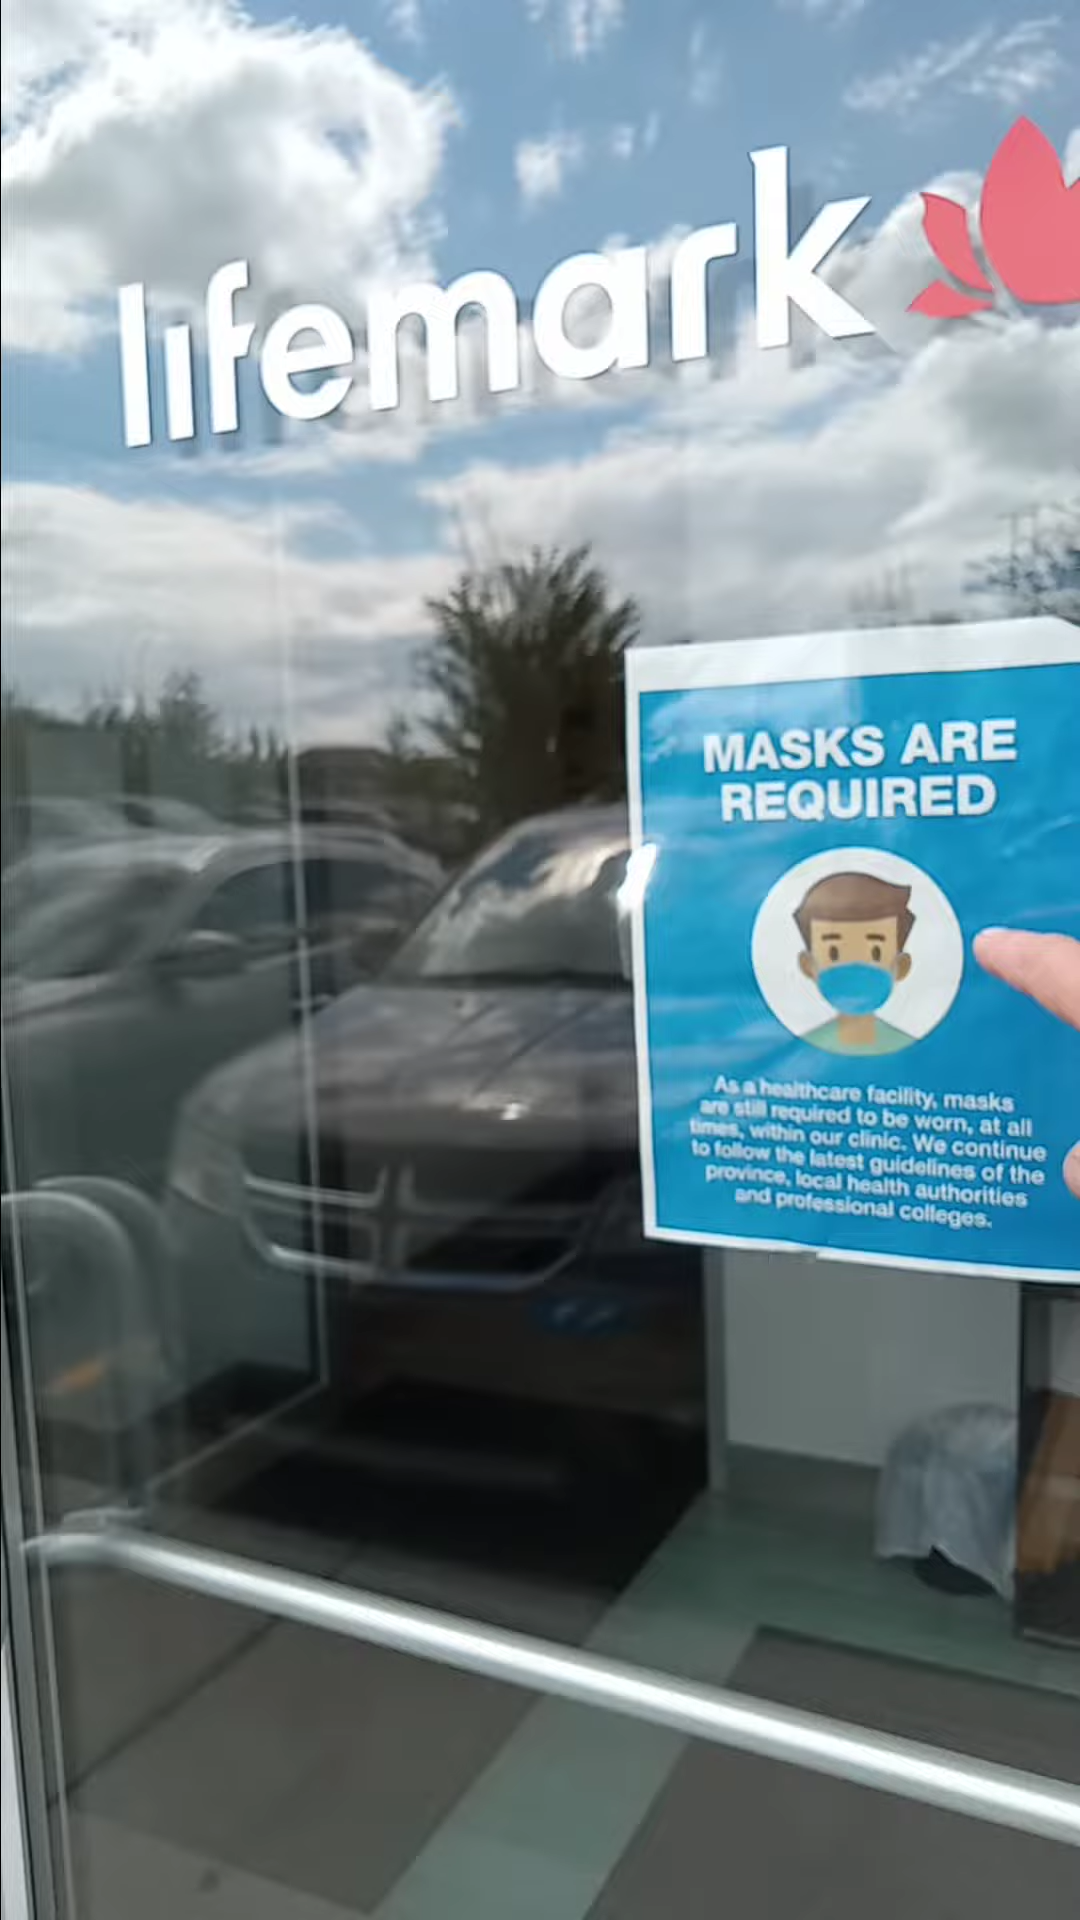 lifemark
MASKS ARE
REQUIRED
As a healthcare facility, masks
are still required to be worn, at all
times, within our clinic. We continue
to follow the latest guidelines of the
province, local health authorities
and professional colleges.